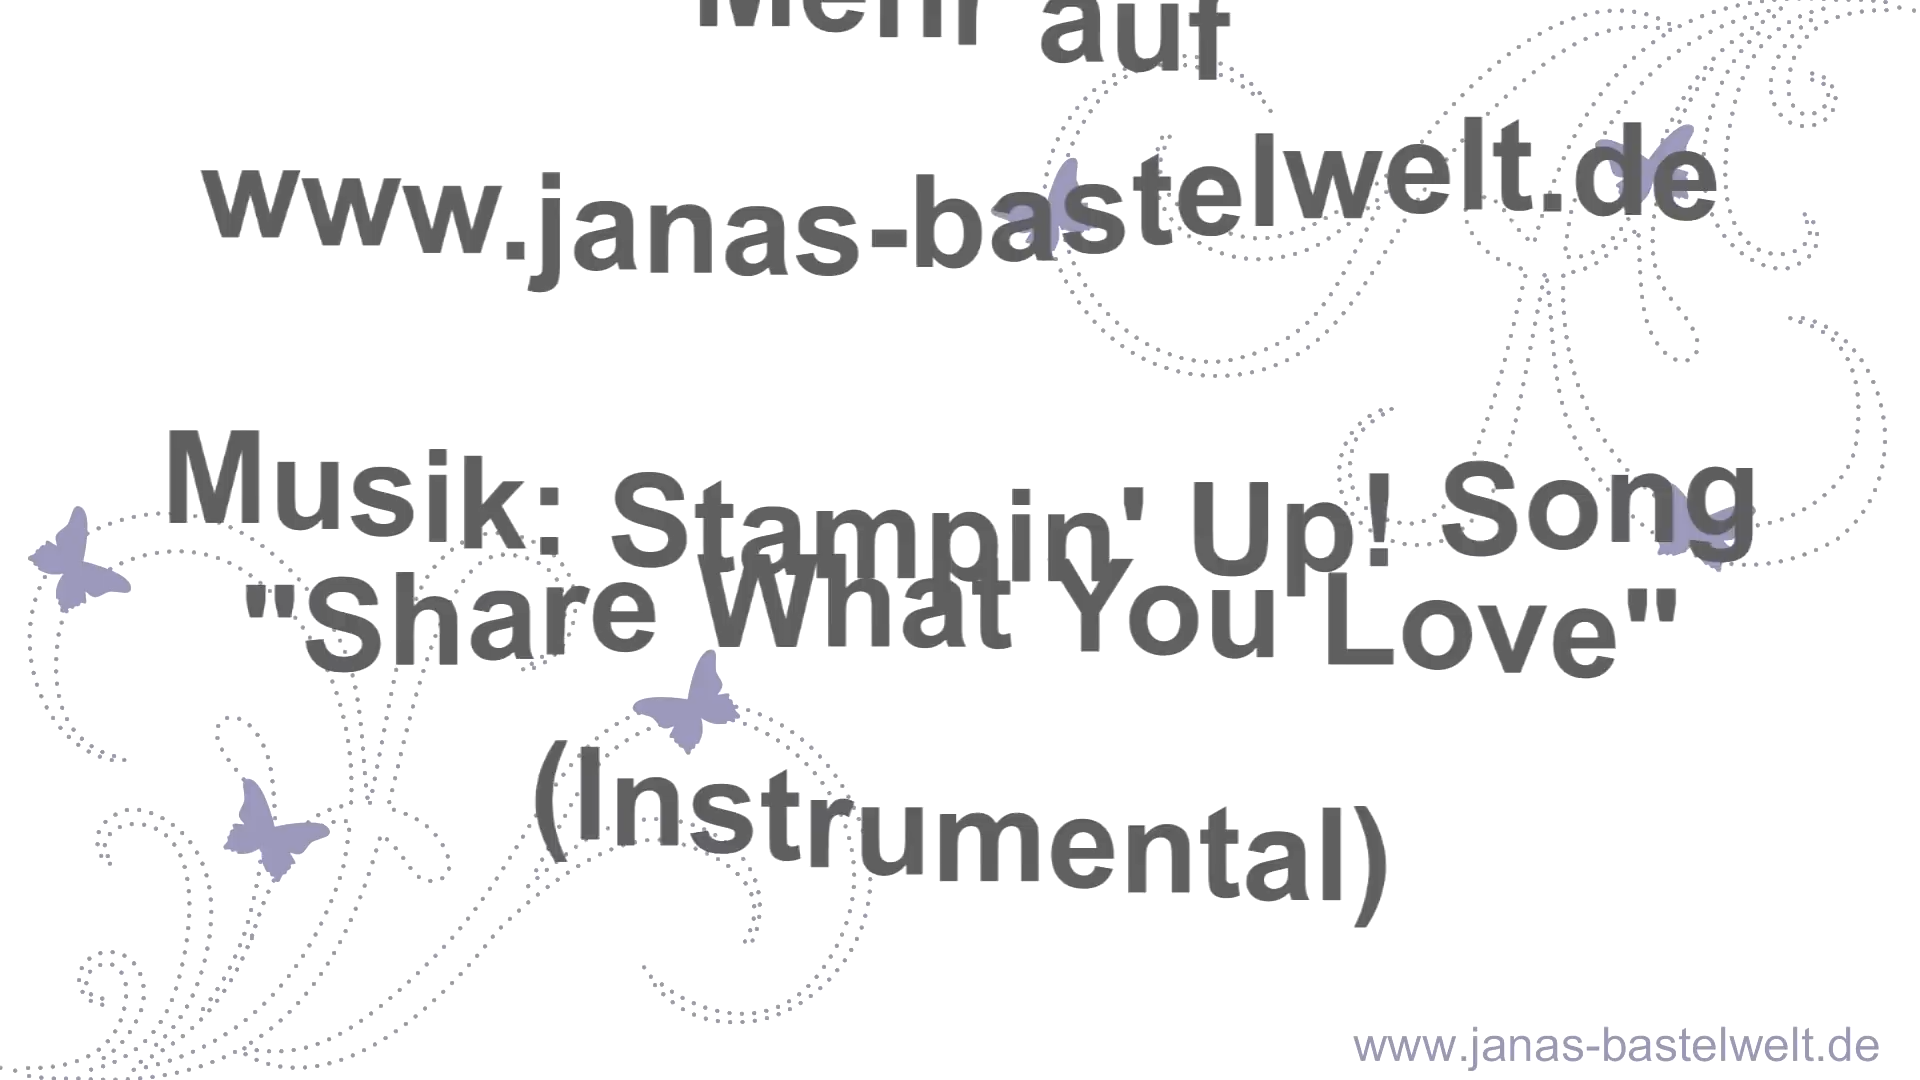 Mehr auf
www.janas-bastelwelt.de
Musik: Stampin' Up! Song
"Share What You Love"
(Instrumental)
www.janas-bastelwelt.de